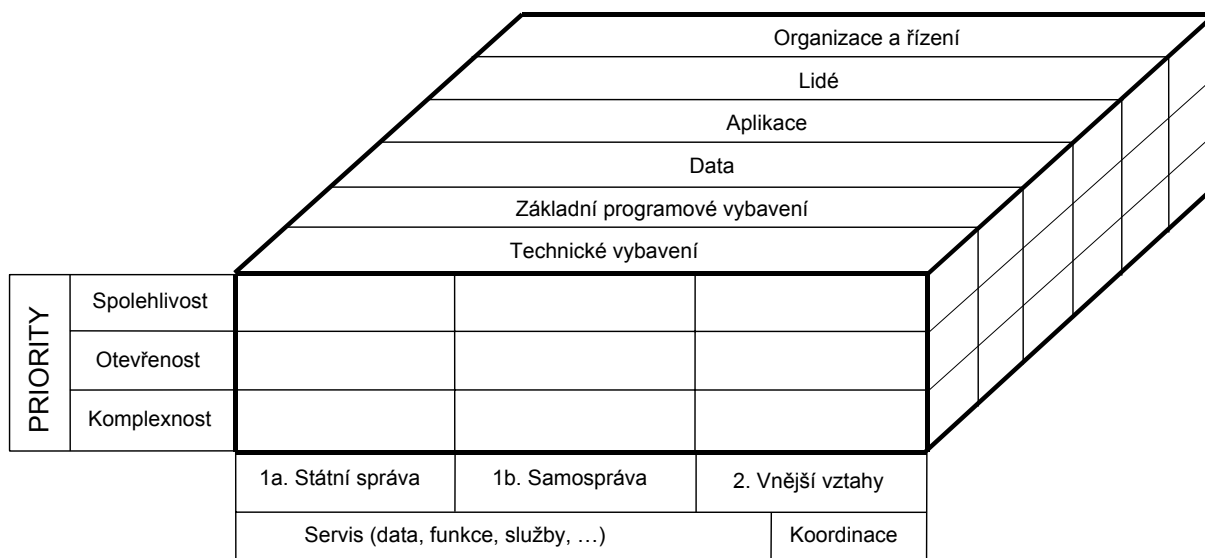 Organizace a řízení
Lidé
Aplikace
Data
Základní programové vybavení
Technické vybavení
PRIORITY
Spolehlivost
Otevřenost
Komplexnost
1a. Státní správa
1b. Samospráva
2. Vnější vztahy
Servis (data, funkce, služby, …)
Koordinace